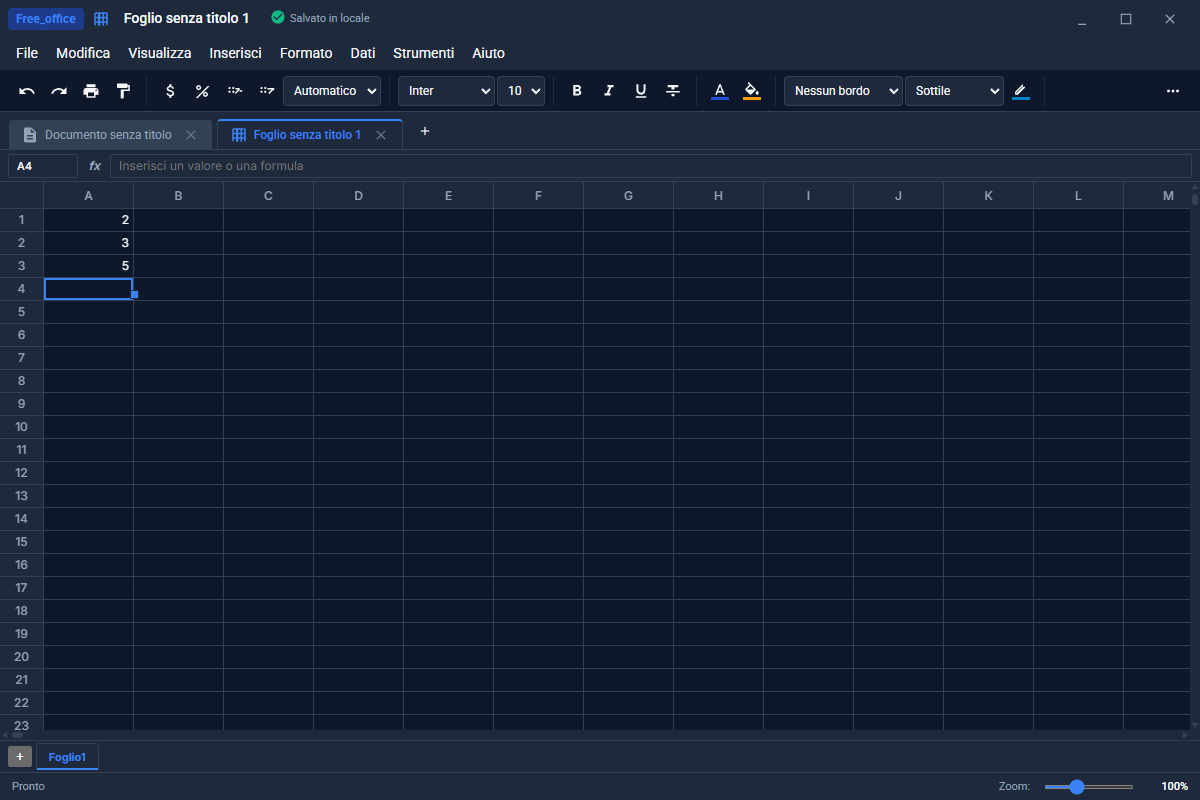 Free_office Foglio senza titolo 1 Salvato in locale
File Modifica Visualizza Inserisci Formato Dati Strumenti Aiuto
$ % Automatico Inter 10 B I U A Nessun bordo Sottile
Documento senza titolo Foglio senza titolo 1 +
A4 fx Inserisci un valore o una formula
A B C D E F G H I J K L M
1 2
2 3
3 5
4
5
6
7
8
9
10
11
12
13
14
15
16
17
18
19
20
21
22
23
+ Foglio1
Pronto Zoom: 100%